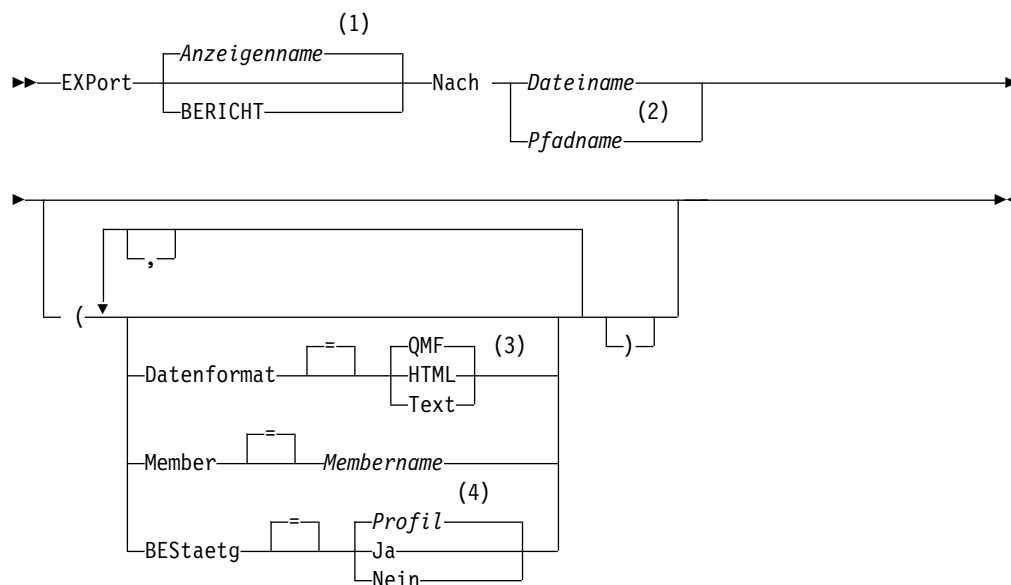 (1)
Anzeigenname
EXPort Nach Dateiname
BERICHT (2)
Pfadname
,
(
)
= QMF (3)
Datenformat HTML
Text
=
Member Membername
(4)
= Profil
BEStaetg Ja
Nein